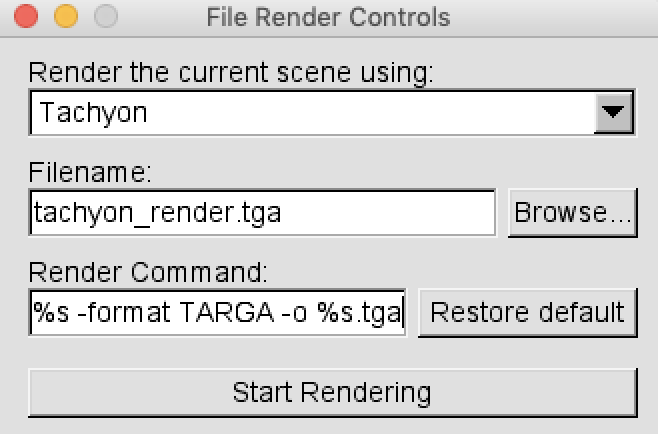 File Render Controls
Render the current scene using:
Tachyon
Filename:
tachyon_render.tga
Browse...
Render Command:
%s -format TARGA -o %s.tga
Restore default
Start Rendering